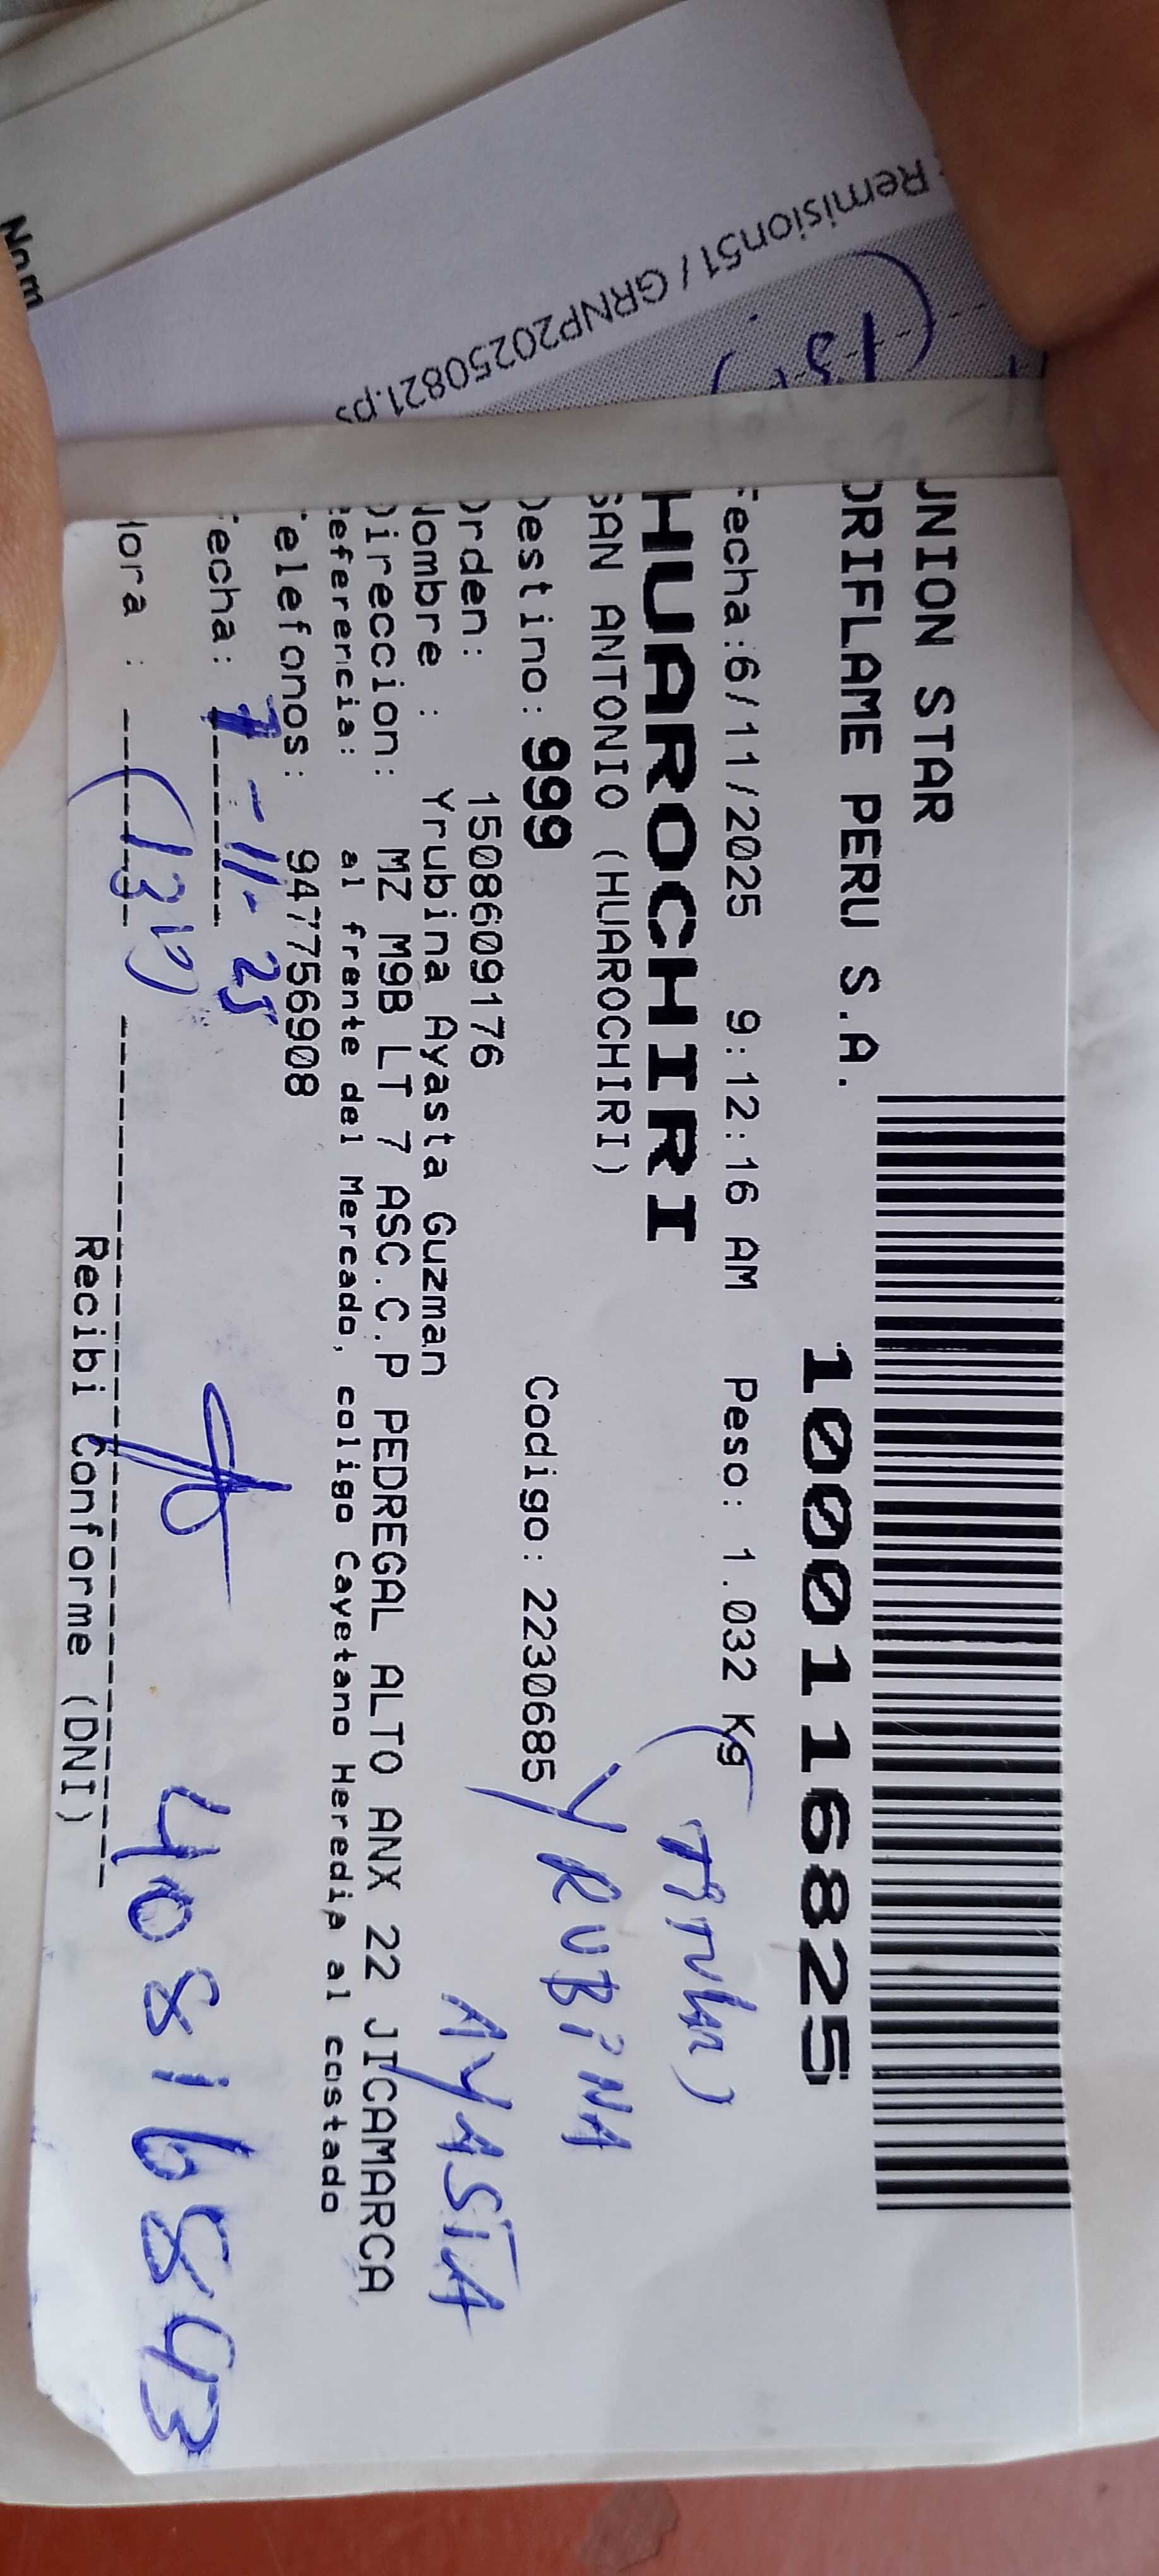 Remision51 / GRNP20250821.ps
Nom
UNION STAR
ORIFLAME PERU S.A.
1000116825
Fecha:6/11/2025 9:12:16 AM Peso: 1.032 Kg
HUAROCHIRI
(Titular)
SAN ANTONIO (HUAROCHIRI)
YRUBINA
Destino: 999 Codigo: 2230685
AYASTA
Orden: 1508609176
Nombre : Yrubina Ayasta Guzman
Direccion: MZ M9B LT 7 ASC.C.P PEDREGAL ALTO ANX 22 JICAMARCA
Referencia: al frente del Mercado, coligo Cayetano Heredia al costado
Telefonos: 947756908
Fecha: 7-11-25
Hora :
40816843
Recibi Conforme (DNI)